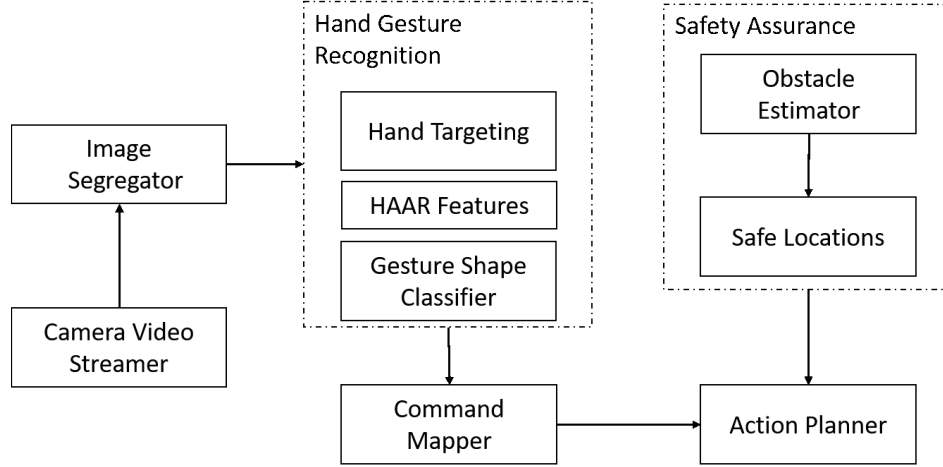 Hand Gesture
Recognition
Hand Targeting
HAAR Features
Gesture Shape
Classifier
Image
Segregator
Camera Video
Streamer
Command
Mapper
Safety Assurance
Obstacle
Estimator
Safe Locations
Action Planner